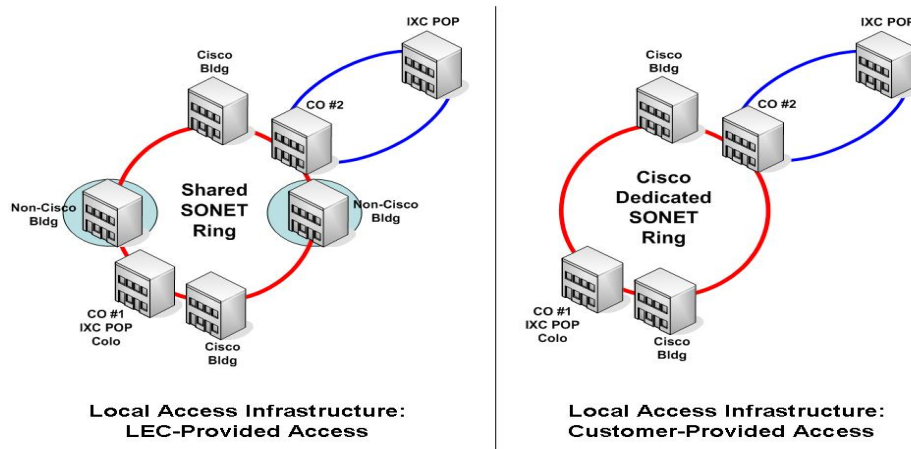 IXC POP
Cisco
Bldg
CO #2
Non-Cisco
Bldg
Shared
SONET
Ring
Non-Cisco
Bldg
CO #1
IXC POP
Colo
Cisco
Bldg
Local Access Infrastructure:
LEC-Provided Access
IXC POP
Cisco
Bldg
CO #2
Cisco
Dedicated
SONET
Ring
CO #1
IXC POP
Colo
Cisco
Bldg
Local Access Infrastructure:
Customer-Provided Access